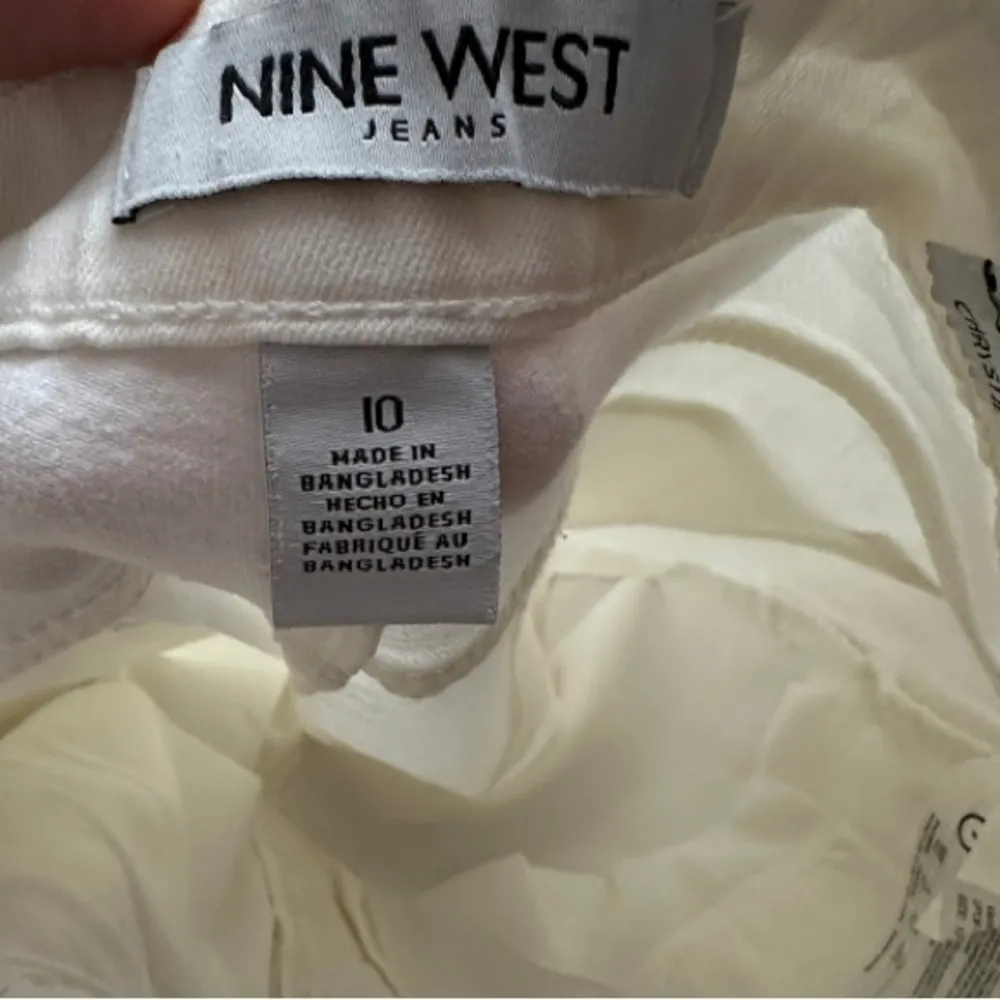 NINE WEST
JEANS
10
MADE IN
BANGLADESH
HECHO EN
BANGLADESH
FABRIQUÉ AU
BANGLADESH